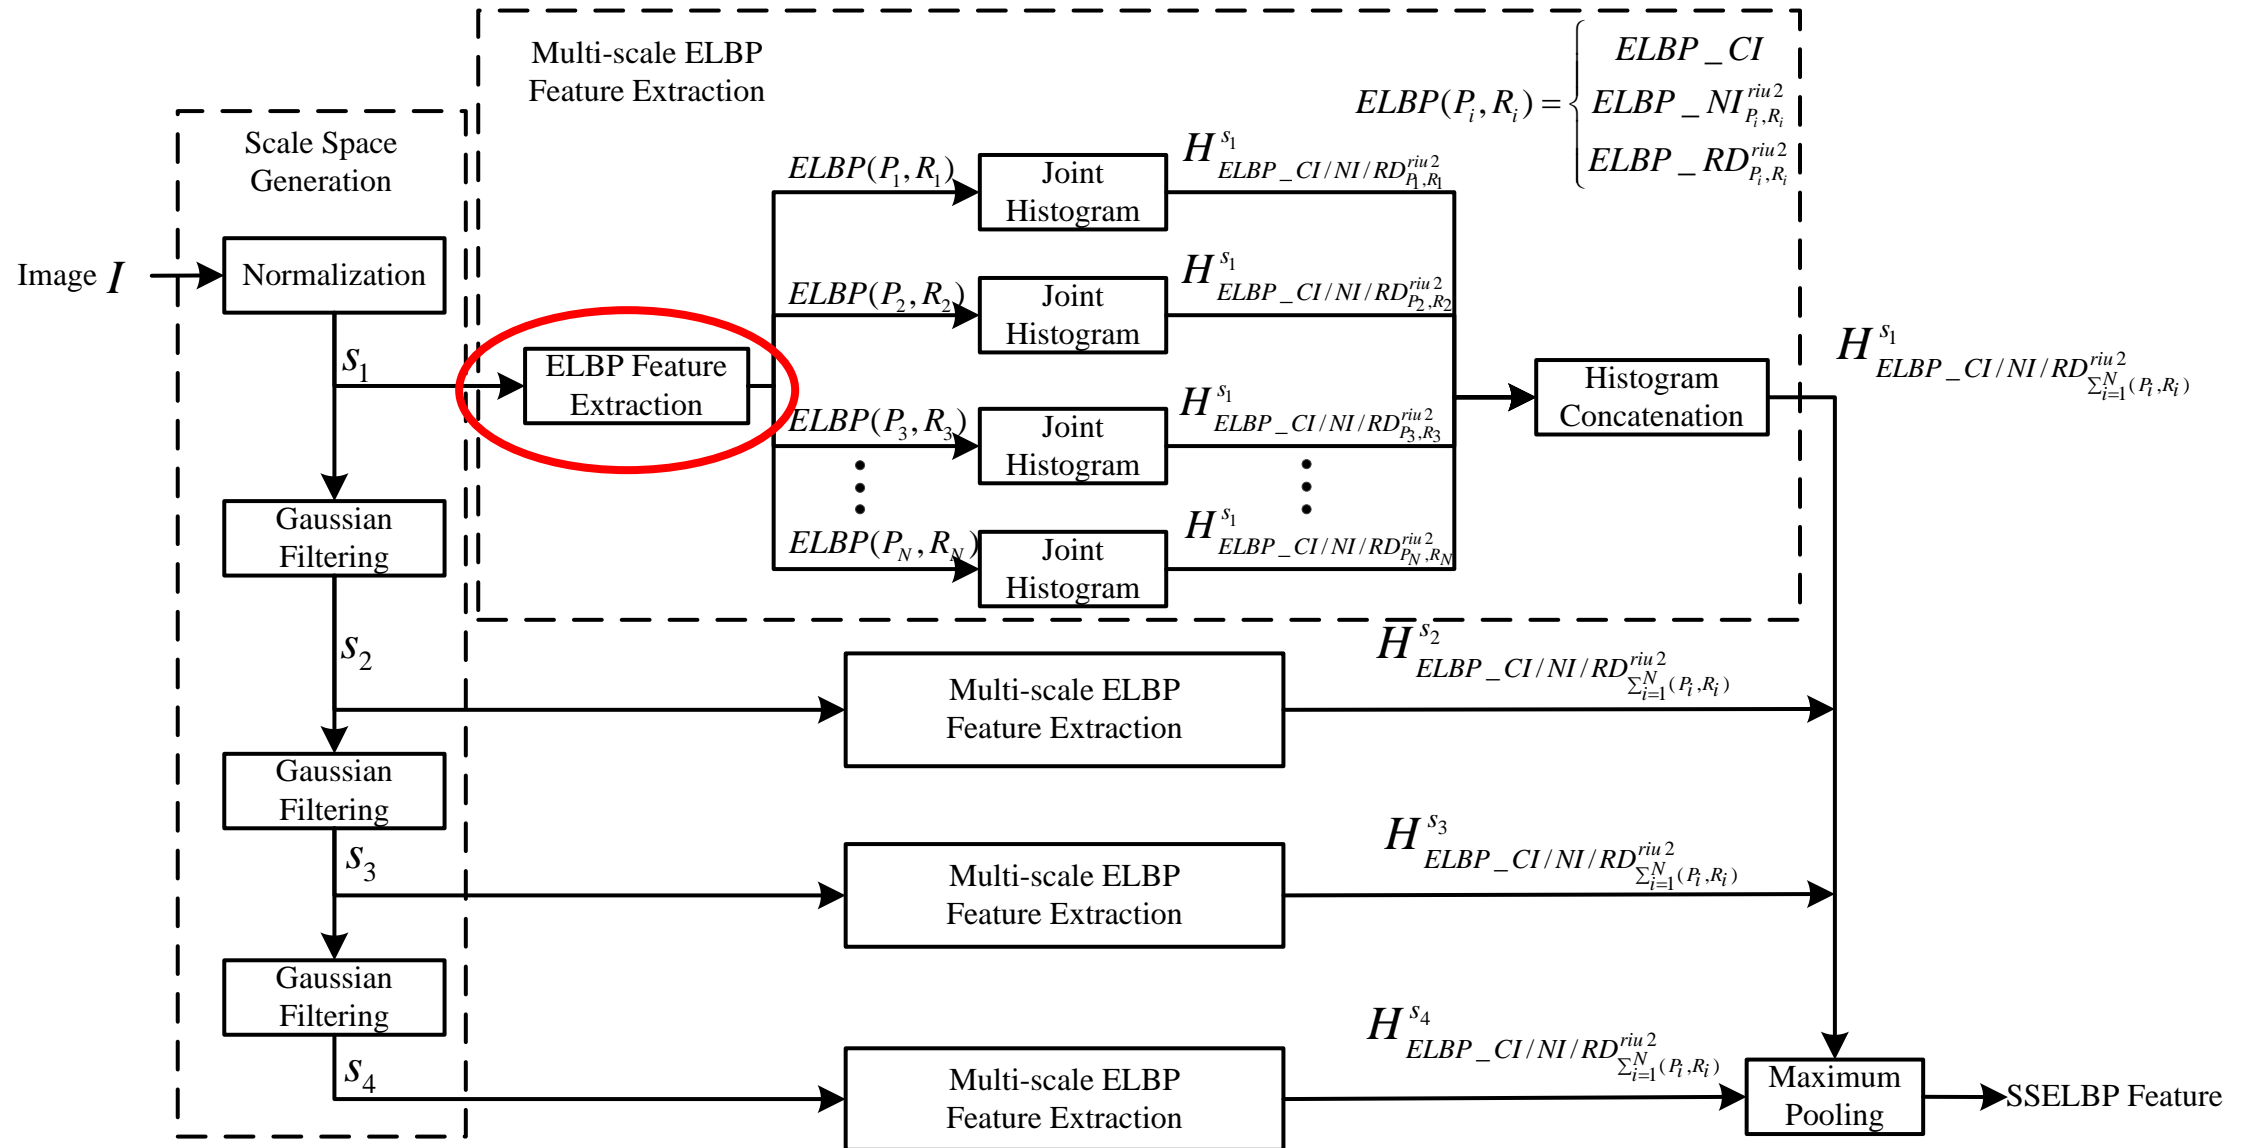 Multi-scale ELBP
Feature Extraction
ELBP(P_i, R_i) = { ELBP_CI
ELBP_NI^{riu2}_{P_i,R_i}
ELBP_RD^{riu2}_{P_i,R_i}
Scale Space
Generation
Image I
Normalization
s_1
ELBP Feature
Extraction
ELBP(P_1, R_1)
Joint
Histogram
H^{s_1}_{ELBP_CI/NI/RD^{riu2}_{P_1,R_1}}
ELBP(P_2, R_2)
Joint
Histogram
H^{s_1}_{ELBP_CI/NI/RD^{riu2}_{P_2,R_2}}
ELBP(P_3, R_3)
Joint
Histogram
H^{s_1}_{ELBP_CI/NI/RD^{riu2}_{P_3,R_3}}
ELBP(P_N, R_N)
Joint
Histogram
H^{s_1}_{ELBP_CI/NI/RD^{riu2}_{P_N,R_N}}
Histogram
Concatenation
H^{s_1}_{ELBP_CI/NI/RD^{riu2}_{∑_{i=1}^{N}(P_i,R_i)}}
Gaussian
Filtering
s_2
Multi-scale ELBP
Feature Extraction
H^{s_2}_{ELBP_CI/NI/RD^{riu2}_{∑_{i=1}^{N}(P_i,R_i)}}
Gaussian
Filtering
s_3
Multi-scale ELBP
Feature Extraction
H^{s_3}_{ELBP_CI/NI/RD^{riu2}_{∑_{i=1}^{N}(P_i,R_i)}}
Gaussian
Filtering
s_4
Multi-scale ELBP
Feature Extraction
H^{s_4}_{ELBP_CI/NI/RD^{riu2}_{∑_{i=1}^{N}(P_i,R_i)}}
Maximum
Pooling
SSELBP Feature